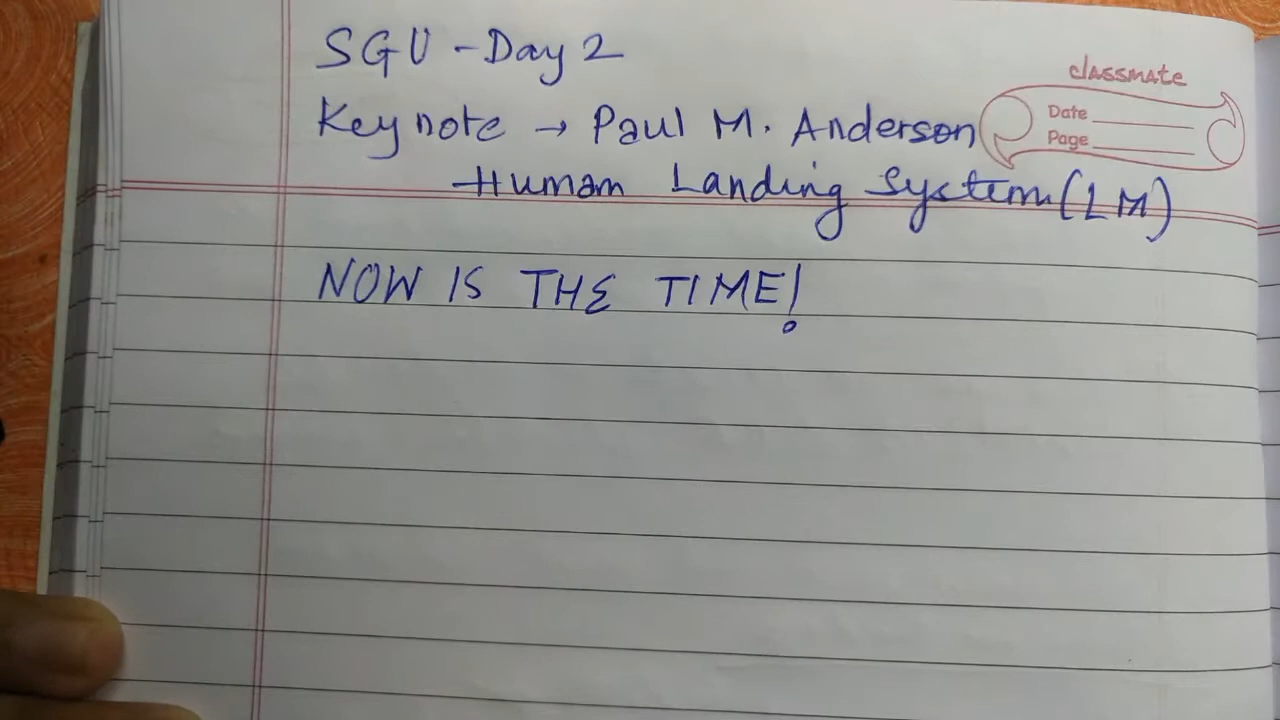 SGU - Day 2
classmate
Date
Keynote → Paul M. Anderson
Page
Human Landing System (LM)
NOW IS THE TIME!